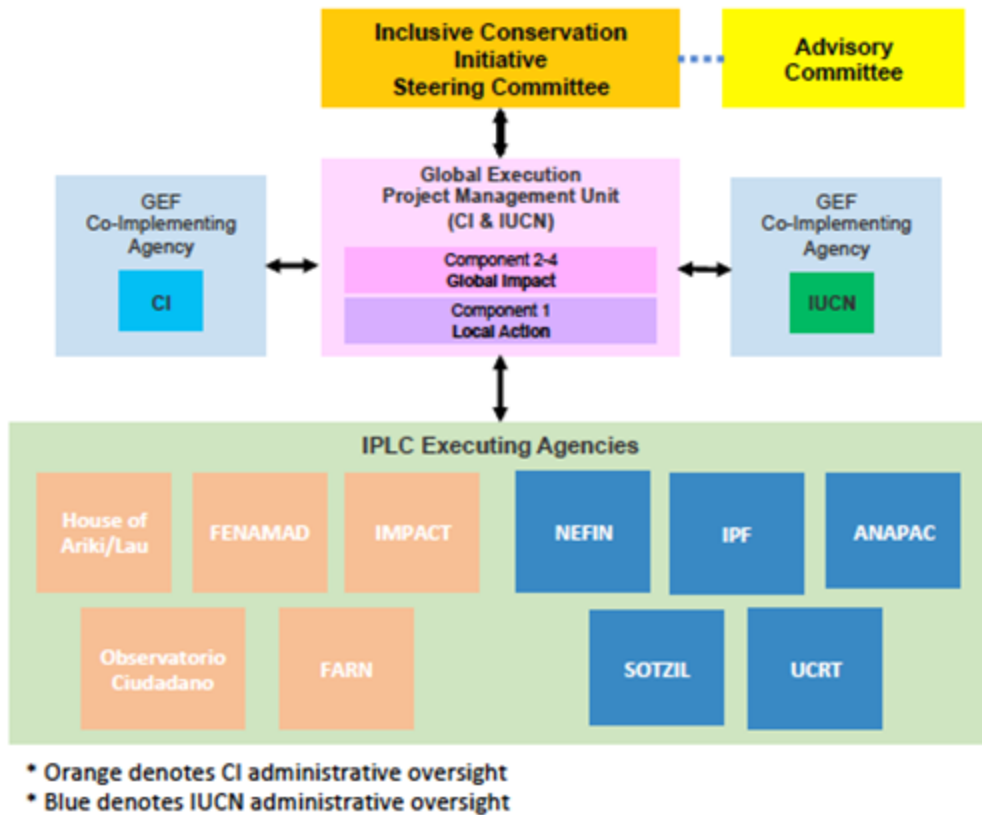 Inclusive Conservation
Initiative
Steering Committee
Advisory
Committee
GEF
Co-Implementing
Agency
CI
Global Execution
Project Management Unit
(CI & IUCN)
Component 2-4
Global Impact
Component 1
Local Action
GEF
Co-Implementing
Agency
IUCN
IPLC Executing Agencies
House of
Ariki/Lau
FENAMAD
IMPACT
NEFIN
IPF
ANAPAC
Observatorio
Ciudadano
FARN
SOTZIL
UCRT
* Orange denotes CI administrative oversight
* Blue denotes IUCN administrative oversight